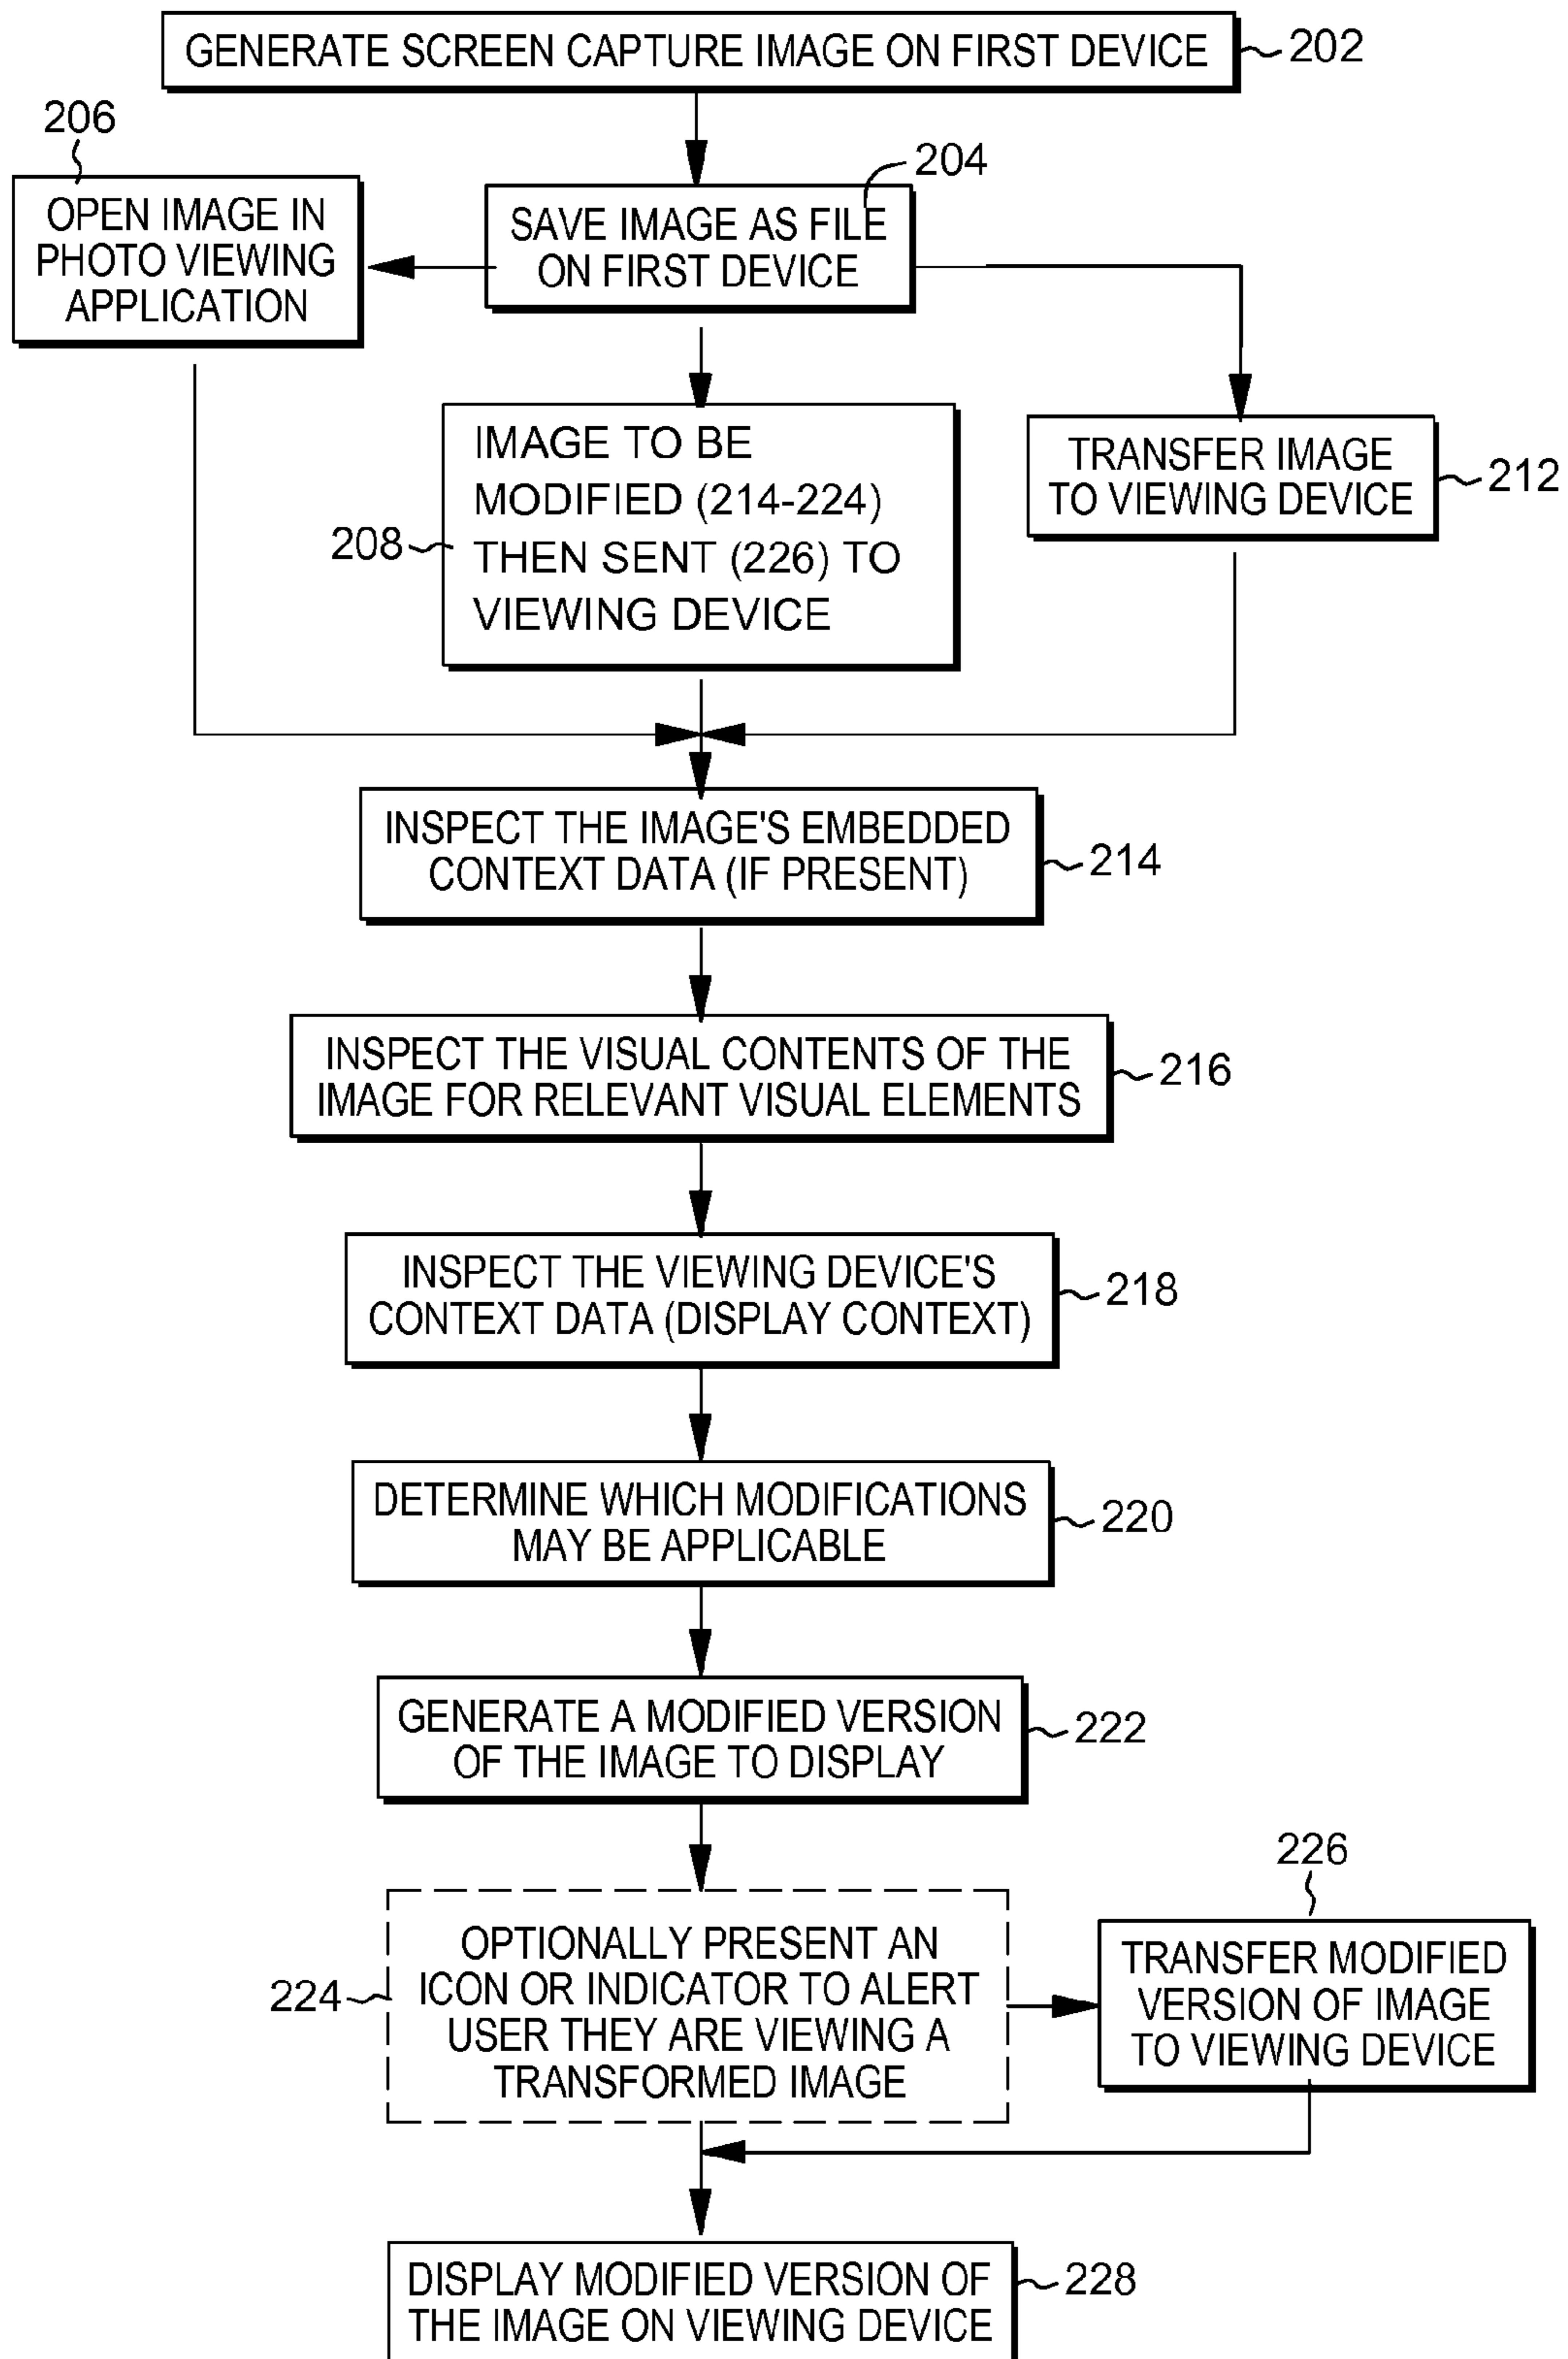 GENERATE SCREEN CAPTURE IMAGE ON FIRST DEVICE
202
206
204
OPEN IMAGE IN
PHOTO VIEWING
APPLICATION
SAVE IMAGE AS FILE
ON FIRST DEVICE
IMAGE TO BE
MODIFIED (214-224)
THEN SENT (226) TO
VIEWING DEVICE
208
TRANSFER IMAGE
TO VIEWING DEVICE
212
INSPECT THE IMAGE'S EMBEDDED
CONTEXT DATA (IF PRESENT)
214
INSPECT THE VISUAL CONTENTS OF THE
IMAGE FOR RELEVANT VISUAL ELEMENTS
216
INSPECT THE VIEWING DEVICE'S
CONTEXT DATA (DISPLAY CONTEXT)
218
DETERMINE WHICH MODIFICATIONS
MAY BE APPLICABLE
220
GENERATE A MODIFIED VERSION
OF THE IMAGE TO DISPLAY
222
OPTIONALLY PRESENT AN
ICON OR INDICATOR TO ALERT
USER THEY ARE VIEWING A
TRANSFORMED IMAGE
224
226
TRANSFER MODIFIED
VERSION OF IMAGE
TO VIEWING DEVICE
DISPLAY MODIFIED VERSION OF
THE IMAGE ON VIEWING DEVICE
228